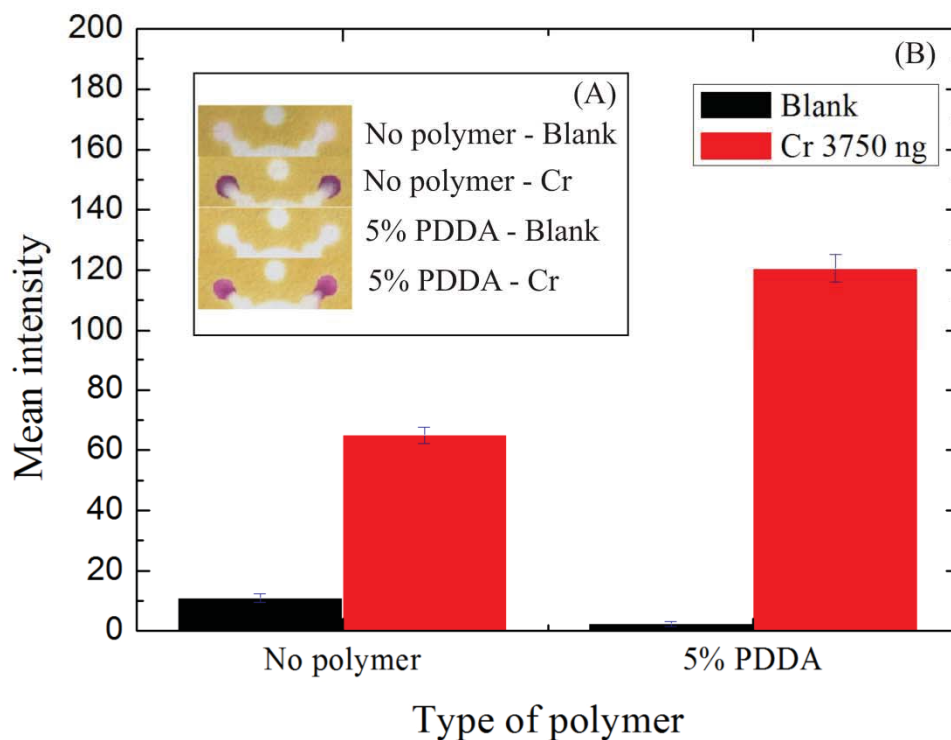 200
180
160
140
120
100
80
60
40
20
0
Mean intensity
(A)
No polymer - Blank
No polymer - Cr
5% PDDA - Blank
5% PDDA - Cr
(B)
Blank
Cr 3750 ng
No polymer
5% PDDA
Type of polymer